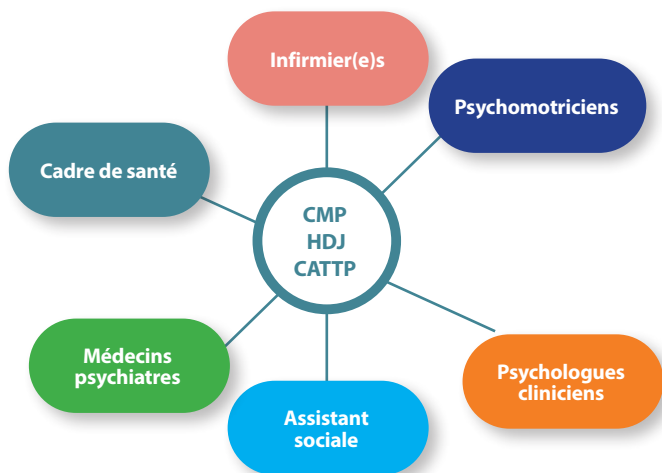 Infirmier(e)s
Psychomotriciens
Cadre de santé
CMP
HDJ
CATTP
Médecins
psychiatres
Psychologues
cliniciens
Assistant
sociale